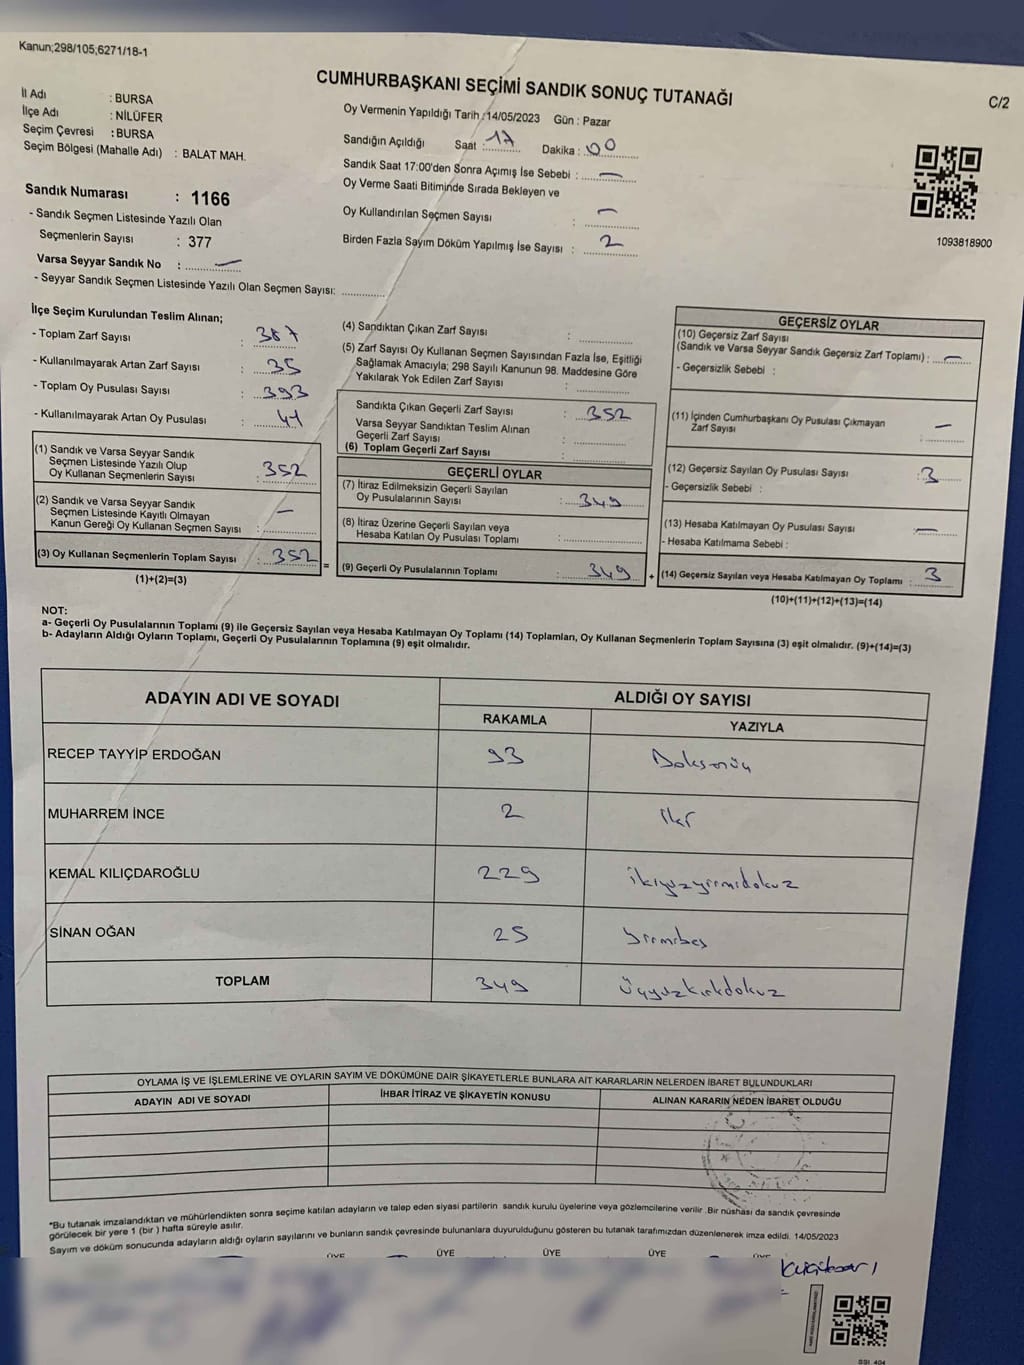 Kanun;298/105;6271/18-1
CUMHURBAŞKANI SEÇİMİ SANDIK SONUÇ TUTANAĞI
C/2
İl Adı : BURSA
İlçe Adı : NİLÜFER
Seçim Çevresi : BURSA
Seçim Bölgesi (Mahalle Adı) : BALAT MAH.
Oy Vermenin Yapıldığı Tarih : 14/05/2023 Gün : Pazar
Sandığın Açıldığı Saat : 17 Dakika : 00
Sandık Saat 17:00'den Sonra Açımış İse Sebebi : —
Oy Verme Saati Bitiminde Sırada Bekleyen ve
Oy Kullandırılan Seçmen Sayısı : —
Birden Fazla Sayım Döküm Yapılmış İse Sayısı : 2
1093818900
Sandık Numarası : 1166
- Sandık Seçmen Listesinde Yazılı Olan
Seçmenlerin Sayısı : 377
Varsa Seyyar Sandık No : —
- Seyyar Sandık Seçmen Listesinde Yazılı Olan Seçmen Sayısı:
İlçe Seçim Kurulundan Teslim Alınan;
- Toplam Zarf Sayısı : 387
- Kullanılmayarak Artan Zarf Sayısı : 35
- Toplam Oy Pusulası Sayısı : 393
- Kullanılmayarak Artan Oy Pusulası : 41
(1) Sandık ve Varsa Seyyar Sandık
Seçmen Listesinde Yazılı Olup
Oy Kullanan Seçmenlerin Sayısı : 352
(2) Sandık ve Varsa Seyyar Sandık
Seçmen Listesinde Kayıtlı Olmayan
Kanun Gereği Oy Kullanan Seçmen Sayısı : —
(3) Oy Kullanan Seçmenlerin Toplam Sayısı : 352 =
(1)+(2)=(3)
(4) Sandıktan Çıkan Zarf Sayısı :
(5) Zarf Sayısı Oy Kullanan Seçmen Sayısından Fazla İse, Eşitliği
Sağlamak Amacıyla; 298 Sayılı Kanunun 98. Maddesine Göre
Yakılarak Yok Edilen Zarf Sayısı :
Sandıkta Çıkan Geçerli Zarf Sayısı : 352
Varsa Seyyar Sandıktan Teslim Alınan
Geçerli Zarf Sayısı :
(6) Toplam Geçerli Zarf Sayısı :
GEÇERLİ OYLAR
(7) İtiraz Edilmeksizin Geçerli Sayılan
Oy Pusulalarının Sayısı : 349
(8) İtiraz Üzerine Geçerli Sayılan veya
Hesaba Katılan Oy Pusulası Toplamı :
(9) Geçerli Oy Pusulalarının Toplamı : 349 +
GEÇERSİZ OYLAR
(10) Geçersiz Zarf Sayısı
(Sandık ve Varsa Seyyar Sandık Geçersiz Zarf Toplamı) : —
- Geçersizlik Sebebi :
(11) İçinden Cumhurbaşkanı Oy Pusulası Çıkmayan
Zarf Sayısı : —
(12) Geçersiz Sayılan Oy Pusulası Sayısı : 3
- Geçersizlik Sebebi :
(13) Hesaba Katılmayan Oy Pusulası Sayısı : —
- Hesaba Katılmama Sebebi :
(14) Geçersiz Sayılan veya Hesaba Katılmayan Oy Toplamı : 3
(10)+(11)+(12)+(13)=(14)
NOT:
a- Geçerli Oy Pusulalarının Toplamı (9) ile Geçersiz Sayılan veya Hesaba Katılmayan Oy Toplamı (14) Toplamları, Oy Kullanan Seçmenlerin Toplam Sayısına (3) eşit olmalıdır. (9)+(14)=(3)
b- Adayların Aldığı Oyların Toplamı, Geçerli Oy Pusulalarının Toplamına (9) eşit olmalıdır.
ADAYIN ADI VE SOYADI ALDIĞI OY SAYISI
RAKAMLA YAZIYLA
RECEP TAYYİP ERDOĞAN 93 Doksanüç
MUHARREM İNCE 2 iki
KEMAL KILIÇDAROĞLU 229 ikiyüzyirmidokuz
SİNAN OĞAN 25 yirmibeş
TOPLAM 349 Üçyüzkırkdokuz
OYLAMA İŞ VE İŞLEMLERİNE VE OYLARIN SAYIM VE DÖKÜMÜNE DAİR ŞİKAYETLERLE BUNLARA AİT KARARLARIN NELERDEN İBARET BULUNDUKLARI
ADAYIN ADI VE SOYADI İHBAR İTİRAZ VE ŞİKAYETİN KONUSU ALINAN KARARIN NEDEN İBARET OLDUĞU
*Bu tutanak imzalandıktan ve mühürlendikten sonra seçime katılan adayların ve talep eden siyasi partilerin sandık kurulu üyelerine veya gözlemcilerine verilir .Bir nüshası da sandık çevresinde
görülecek bir yere 1 (bir ) hafta süreyle asılır.
Sayım ve döküm sonucunda adayların aldığı oyların sayılarını ve bunların sandık çevresinde bulunanlara duyurulduğunu gösteren bu tutanak tarafımızdan düzenlenerek imza edildi. 14/05/2023
ÜYE ÜYE ÜYE ÜYE ÜYE